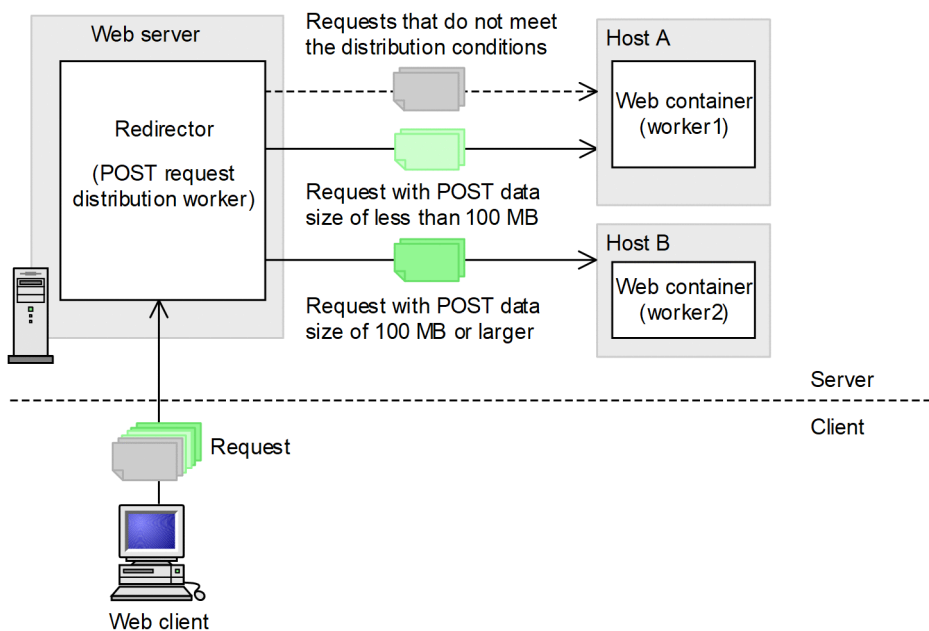 Web server
Redirector
(POST request
distribution worker)
Requests that do not meet
the distribution conditions
Request with POST data
size of less than 100 MB
Request with POST data
size of 100 MB or larger
Host A
Web container
(worker1)
Host B
Web container
(worker2)
Server
Client
Request
Web client